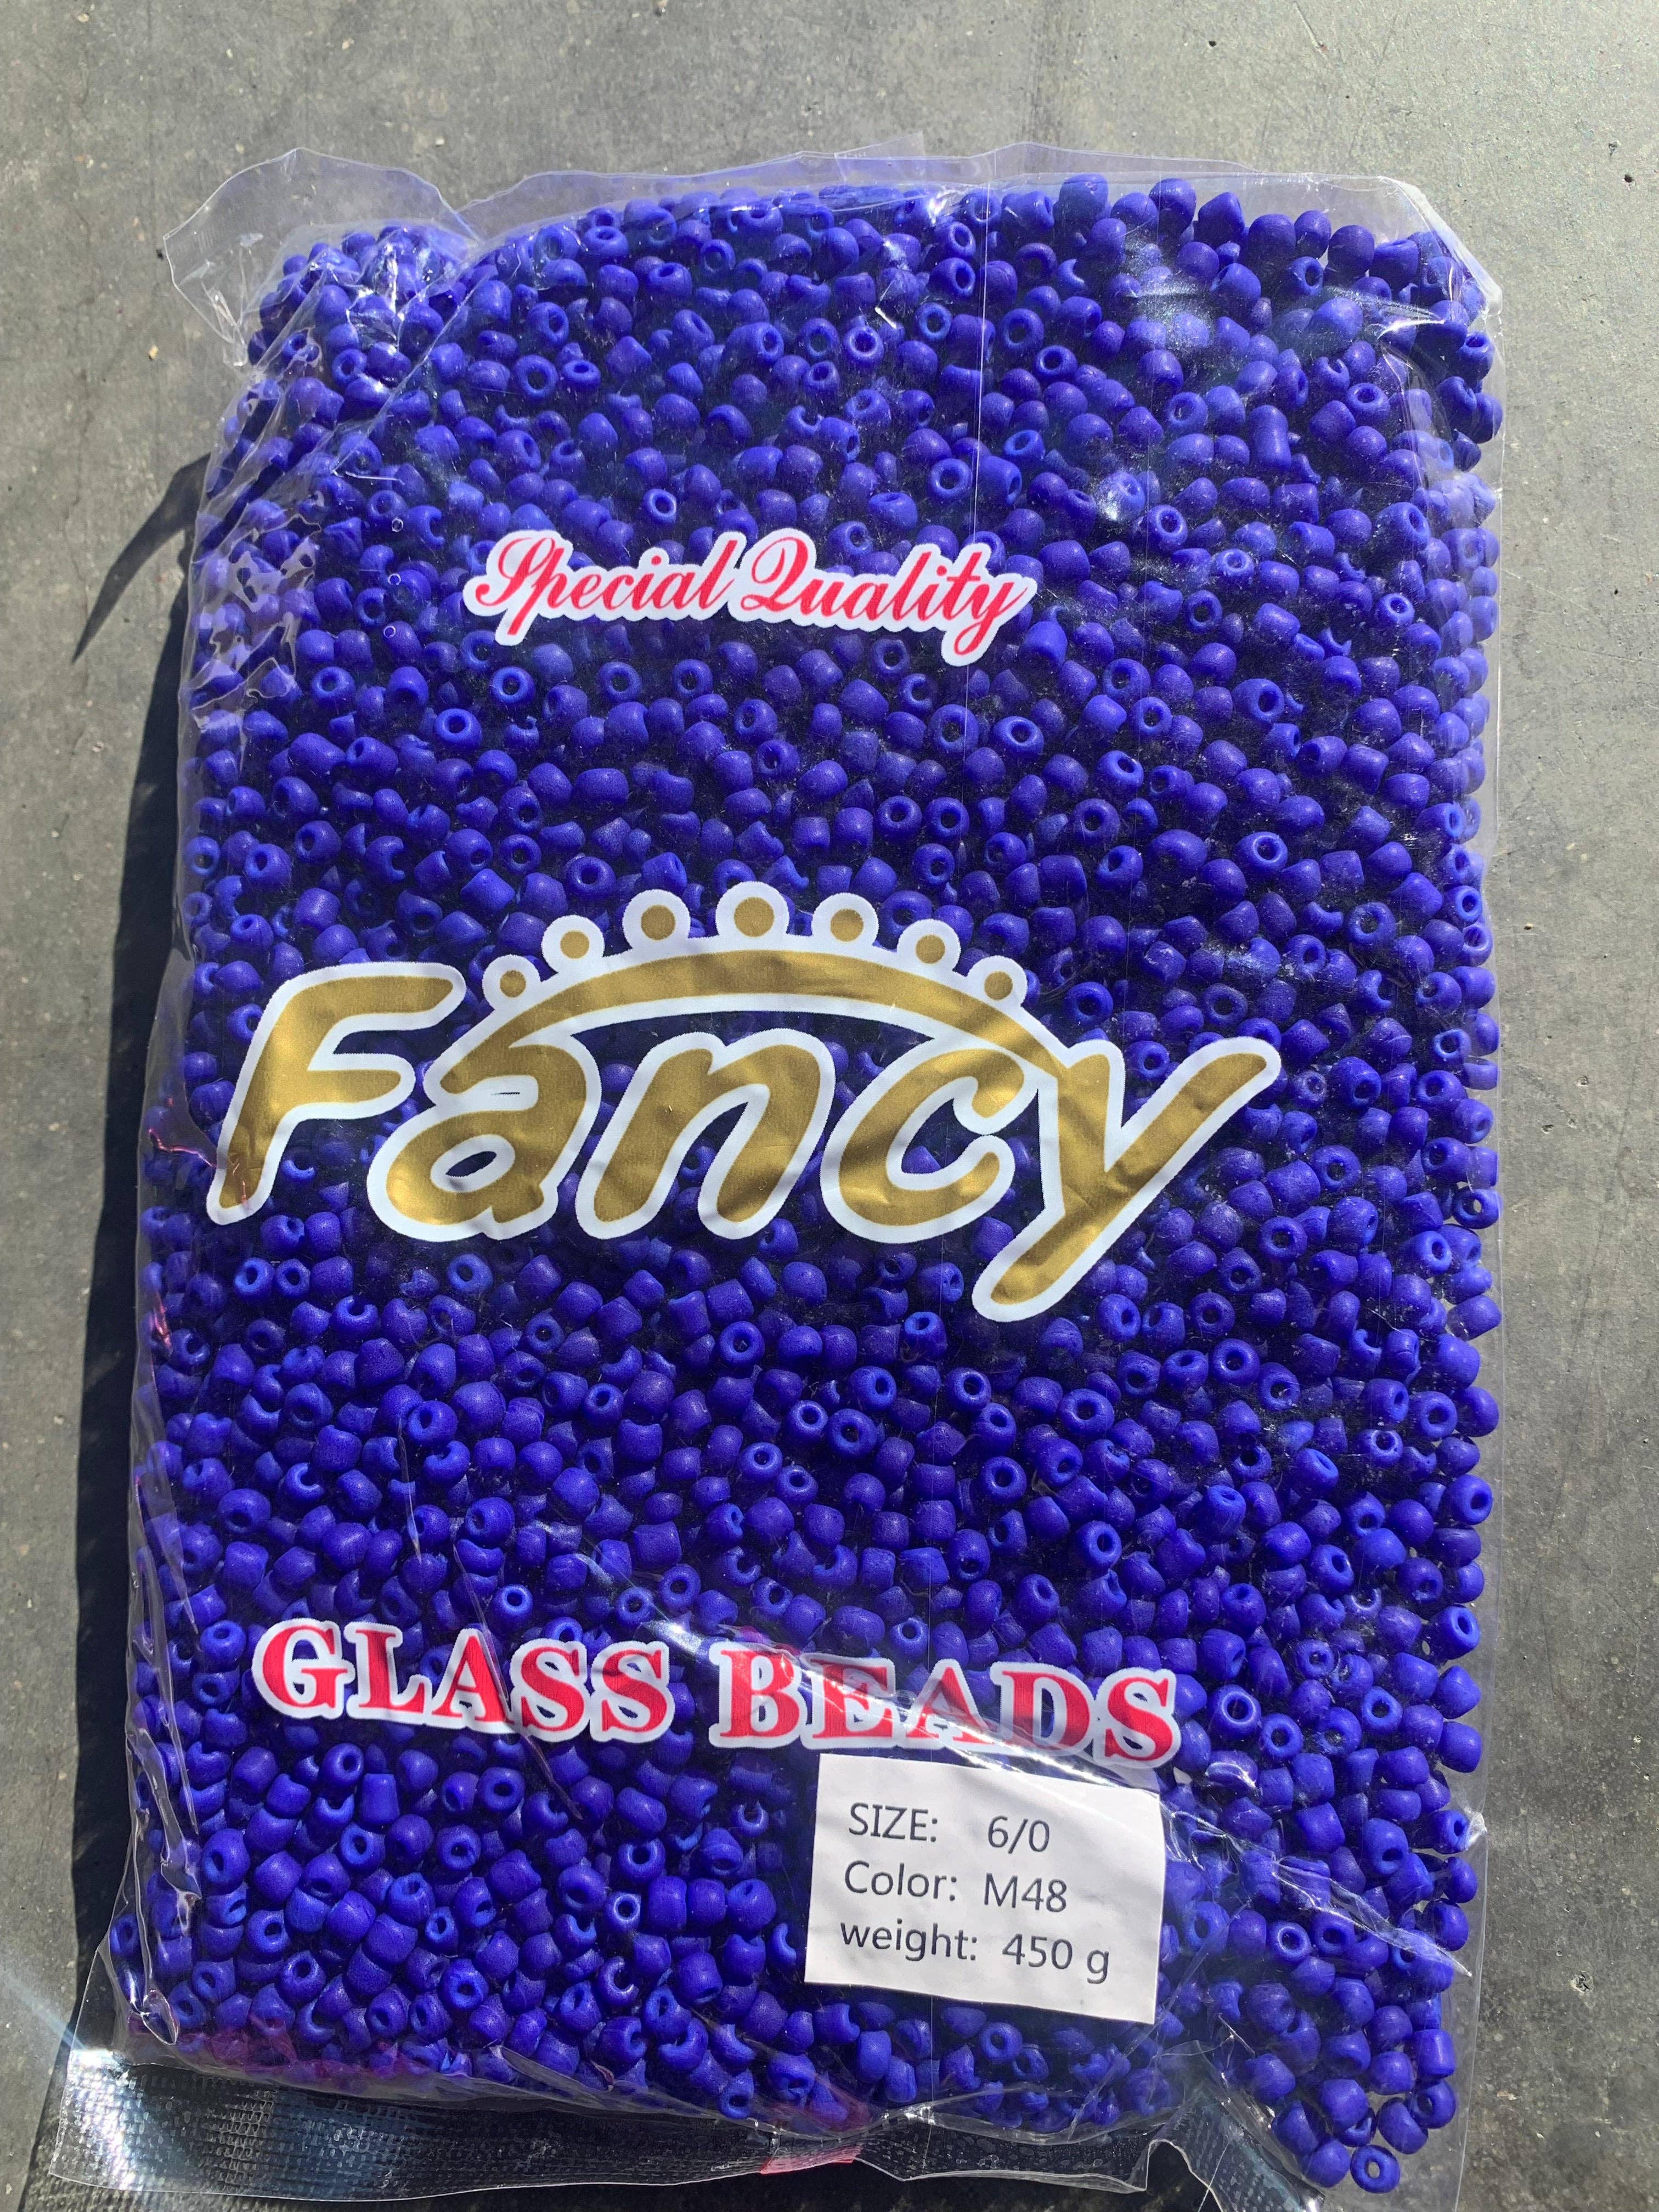 Special Quality
Fancy
GLASS BEADS
SIZE: 6/0
Color: M48
weight: 450 g